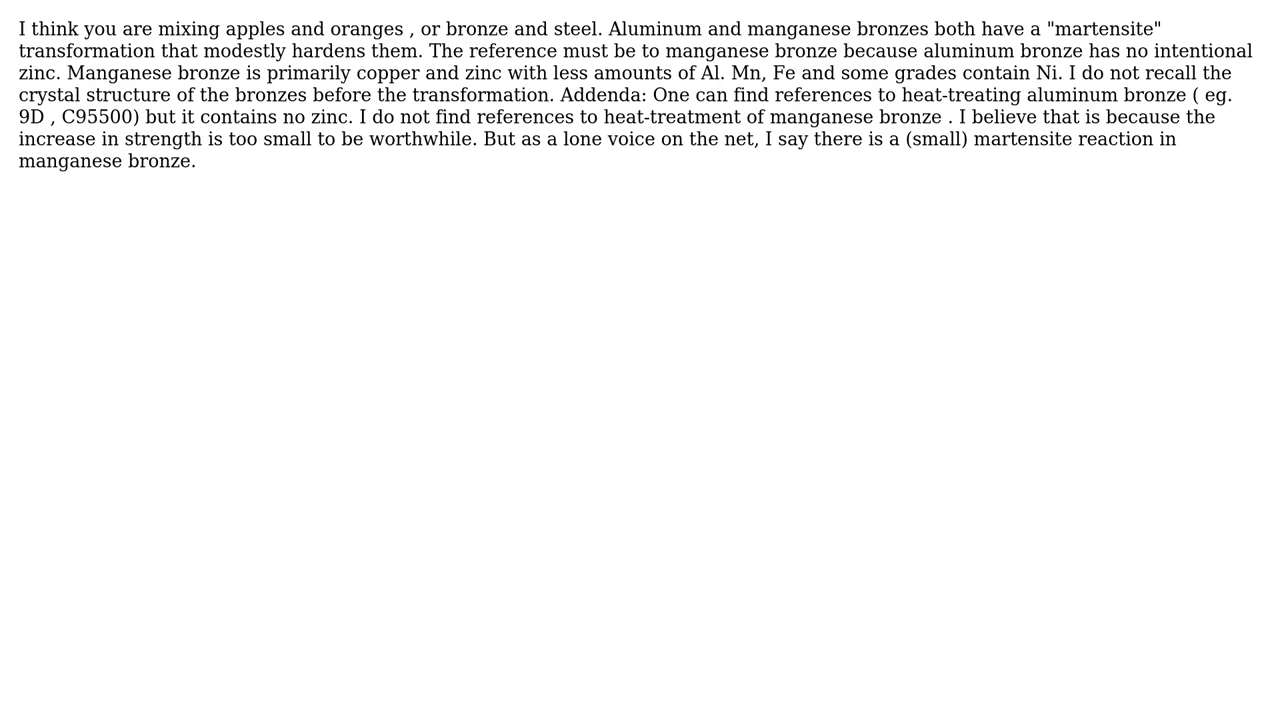 I think you are mixing apples and oranges , or bronze and steel. Aluminum and manganese bronzes both have a "martensite"
transformation that modestly hardens them. The reference must be to manganese bronze because aluminum bronze has no intentional
zinc. Manganese bronze is primarily copper and zinc with less amounts of Al. Mn, Fe and some grades contain Ni. I do not recall the
crystal structure of the bronzes before the transformation. Addenda: One can find references to heat-treating aluminum bronze ( eg.
9D , C95500) but it contains no zinc. I do not find references to heat-treatment of manganese bronze . I believe that is because the
increase in strength is too small to be worthwhile. But as a lone voice on the net, I say there is a (small) martensite reaction in
manganese bronze.